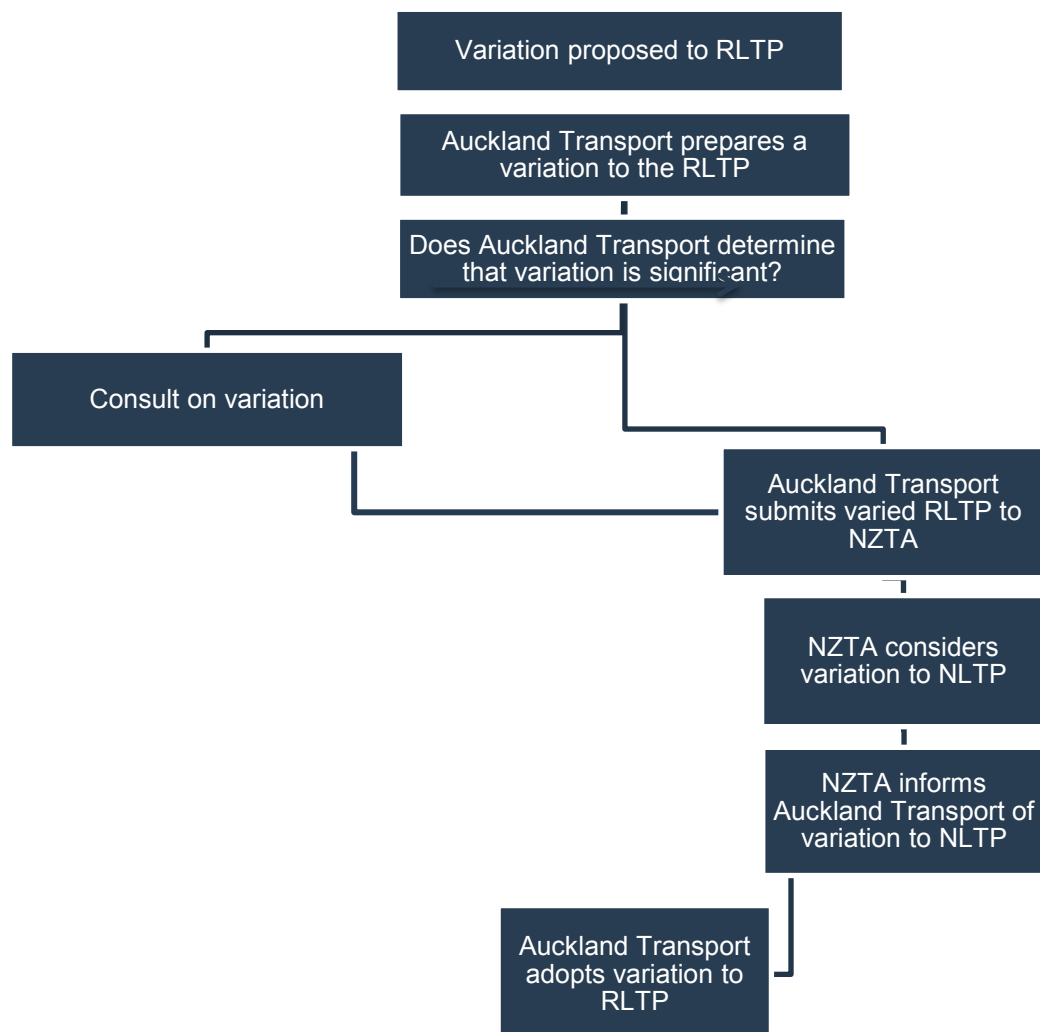 Variation proposed to RLTP
Auckland Transport prepares a
variation to the RLTP
Does Auckland Transport determine
that variation is significant?
Consult on variation
Auckland Transport
submits varied RLTP to
NZTA
NZTA considers
variation to NLTP
NZTA informs
Auckland Transport of
variation to NLTP
Auckland Transport
adopts variation to
RLTP